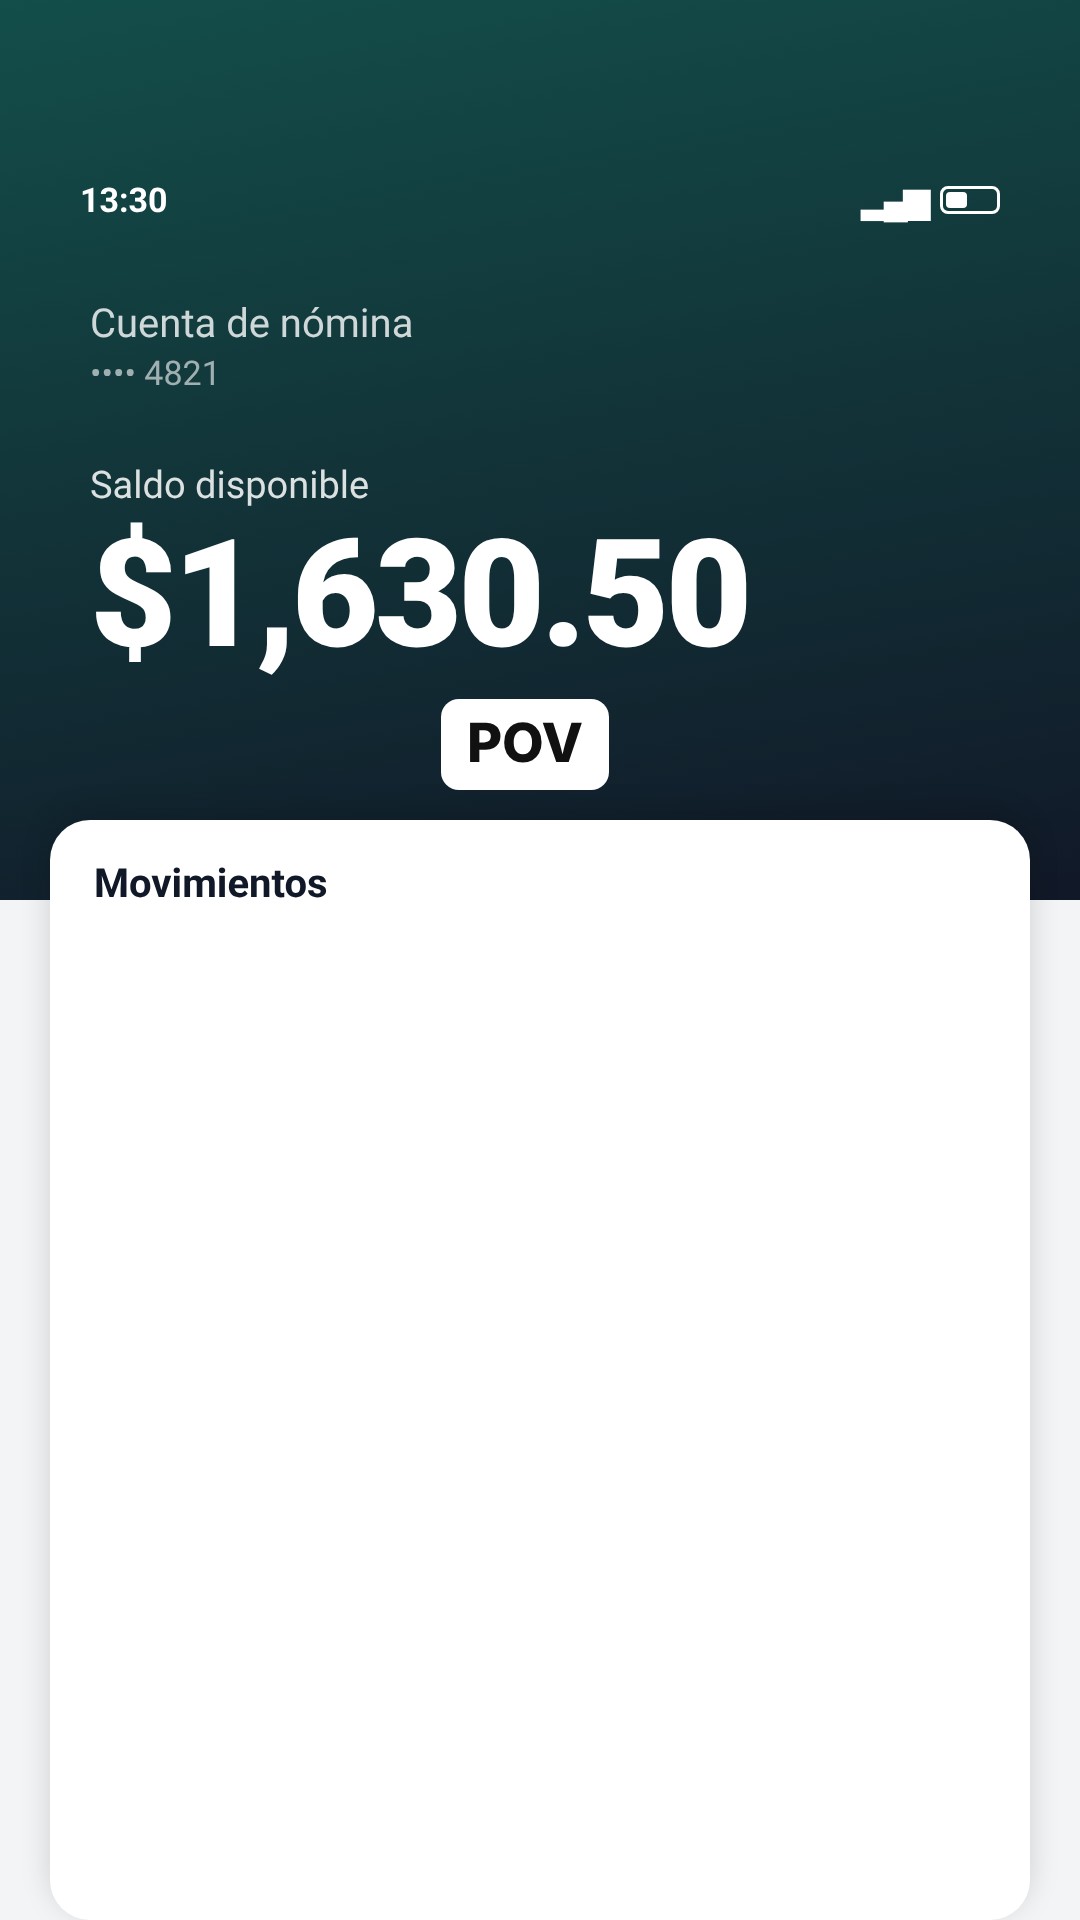 13:30
Cuenta de nómina
•••• 4821
Saldo disponible
$1,630.50
POV
Movimientos